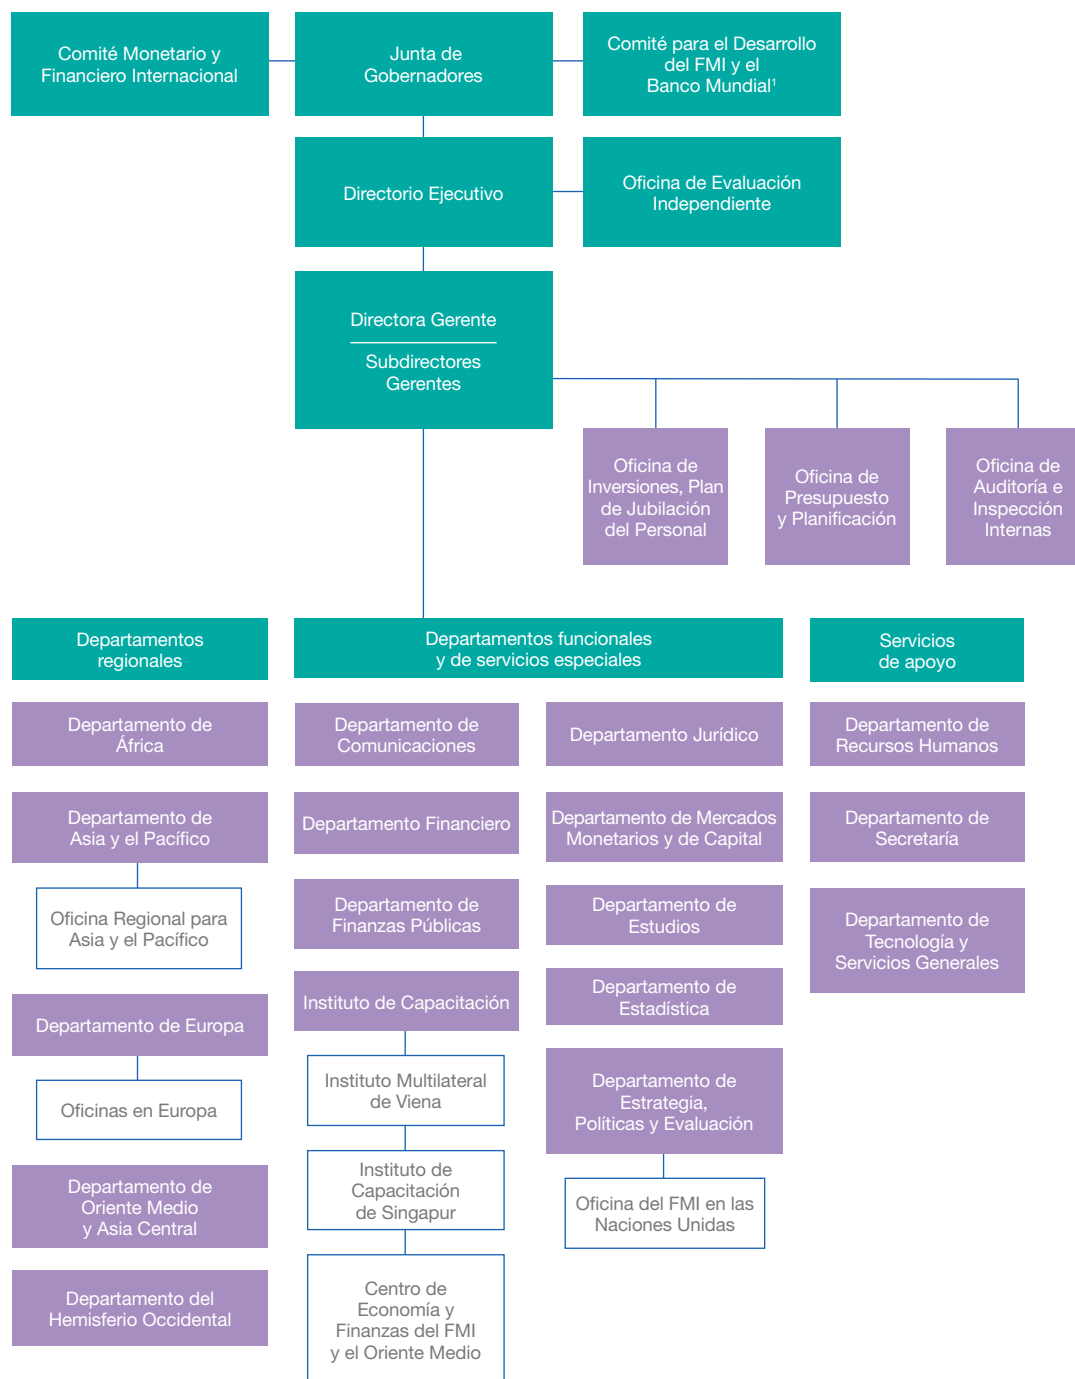 Comité Monetario y
Financiero Internacional
Junta de
Gobernadores
Comité para el Desarrollo
del FMI y el
Banco Mundial¹
Directorio Ejecutivo
Oficina de Evaluación
Independiente
Directora Gerente
Subdirectores
Gerentes
Oficina de
Inversiones, Plan
de Jubilación
del Personal
Oficina de
Presupuesto
y Planificación
Oficina de
Auditoría e
Inspección
Internas
Departamentos
regionales
Departamentos funcionales
y de servicios especiales
Servicios
de apoyo
Departamento de
África
Departamento de
Asia y el Pacífico
Oficina Regional para
Asia y el Pacífico
Departamento de Europa
Oficinas en Europa
Departamento de
Oriente Medio
y Asia Central
Departamento del
Hemisferio Occidental
Departamento de
Comunicaciones
Departamento Financiero
Departamento de
Finanzas Públicas
Instituto de Capacitación
Instituto Multilateral
de Viena
Instituto de
Capacitación
de Singapur
Centro de
Economía y
Finanzas del FMI
y el Oriente Medio
Departamento Jurídico
Departamento de Mercados
Monetarios y de Capital
Departamento de
Estudios
Departamento de
Estadística
Departamento de
Estrategia,
Políticas y Evaluación
Oficina del FMI en las
Naciones Unidas
Departamento de
Recursos Humanos
Departamento de
Secretaría
Departamento de
Tecnología y
Servicios Generales